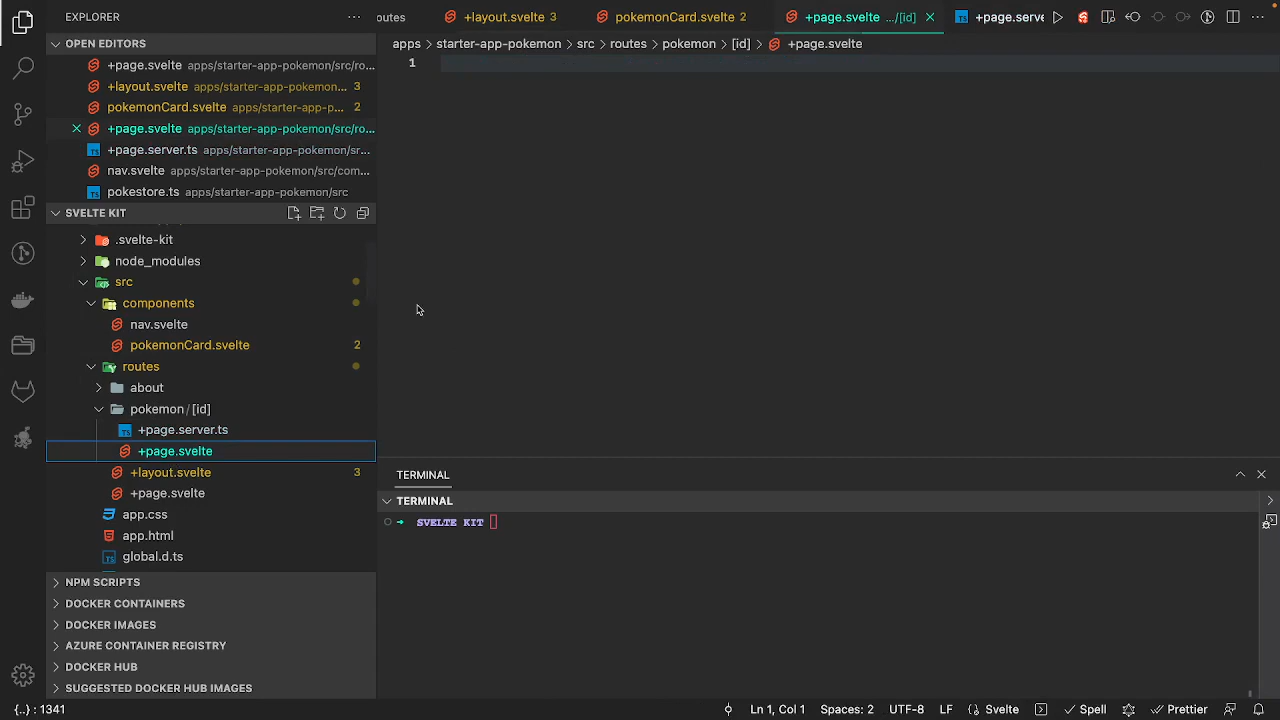 EXPLORER
OPEN EDITORS
+page.svelte apps/starter-app-pokemon/src/ro...
+layout.svelte apps/starter-app-pokemon... 3
pokemonCard.svelte apps/starter-app-p... 2
+page.svelte apps/starter-app-pokemon/src/ro...
+page.server.ts apps/starter-app-pokemon/sr...
nav.svelte apps/starter-app-pokemon/src/com...
pokestore.ts apps/starter-app-pokemon/src
SVELTE KIT
.svelte-kit
node_modules
src
components
nav.svelte
pokemonCard.svelte 2
routes
about
pokemon/[id]
+page.server.ts
+page.svelte
+layout.svelte 3
+page.svelte
app.css
app.html
global.d.ts
NPM SCRIPTS
DOCKER CONTAINERS
DOCKER IMAGES
AZURE CONTAINER REGISTRY
DOCKER HUB
SUGGESTED DOCKER HUB IMAGES
outes +layout.svelte 3 pokemonCard.svelte 2 +page.svelte .../[id] +page.serve
apps > starter-app-pokemon > src > routes > pokemon > [id] > +page.svelte
1
TERMINAL
TERMINAL
SVELTE KIT
{..} : 1341 Ln 1, Col 1 Spaces: 2 UTF-8 LF {} Svelte Spell Prettier